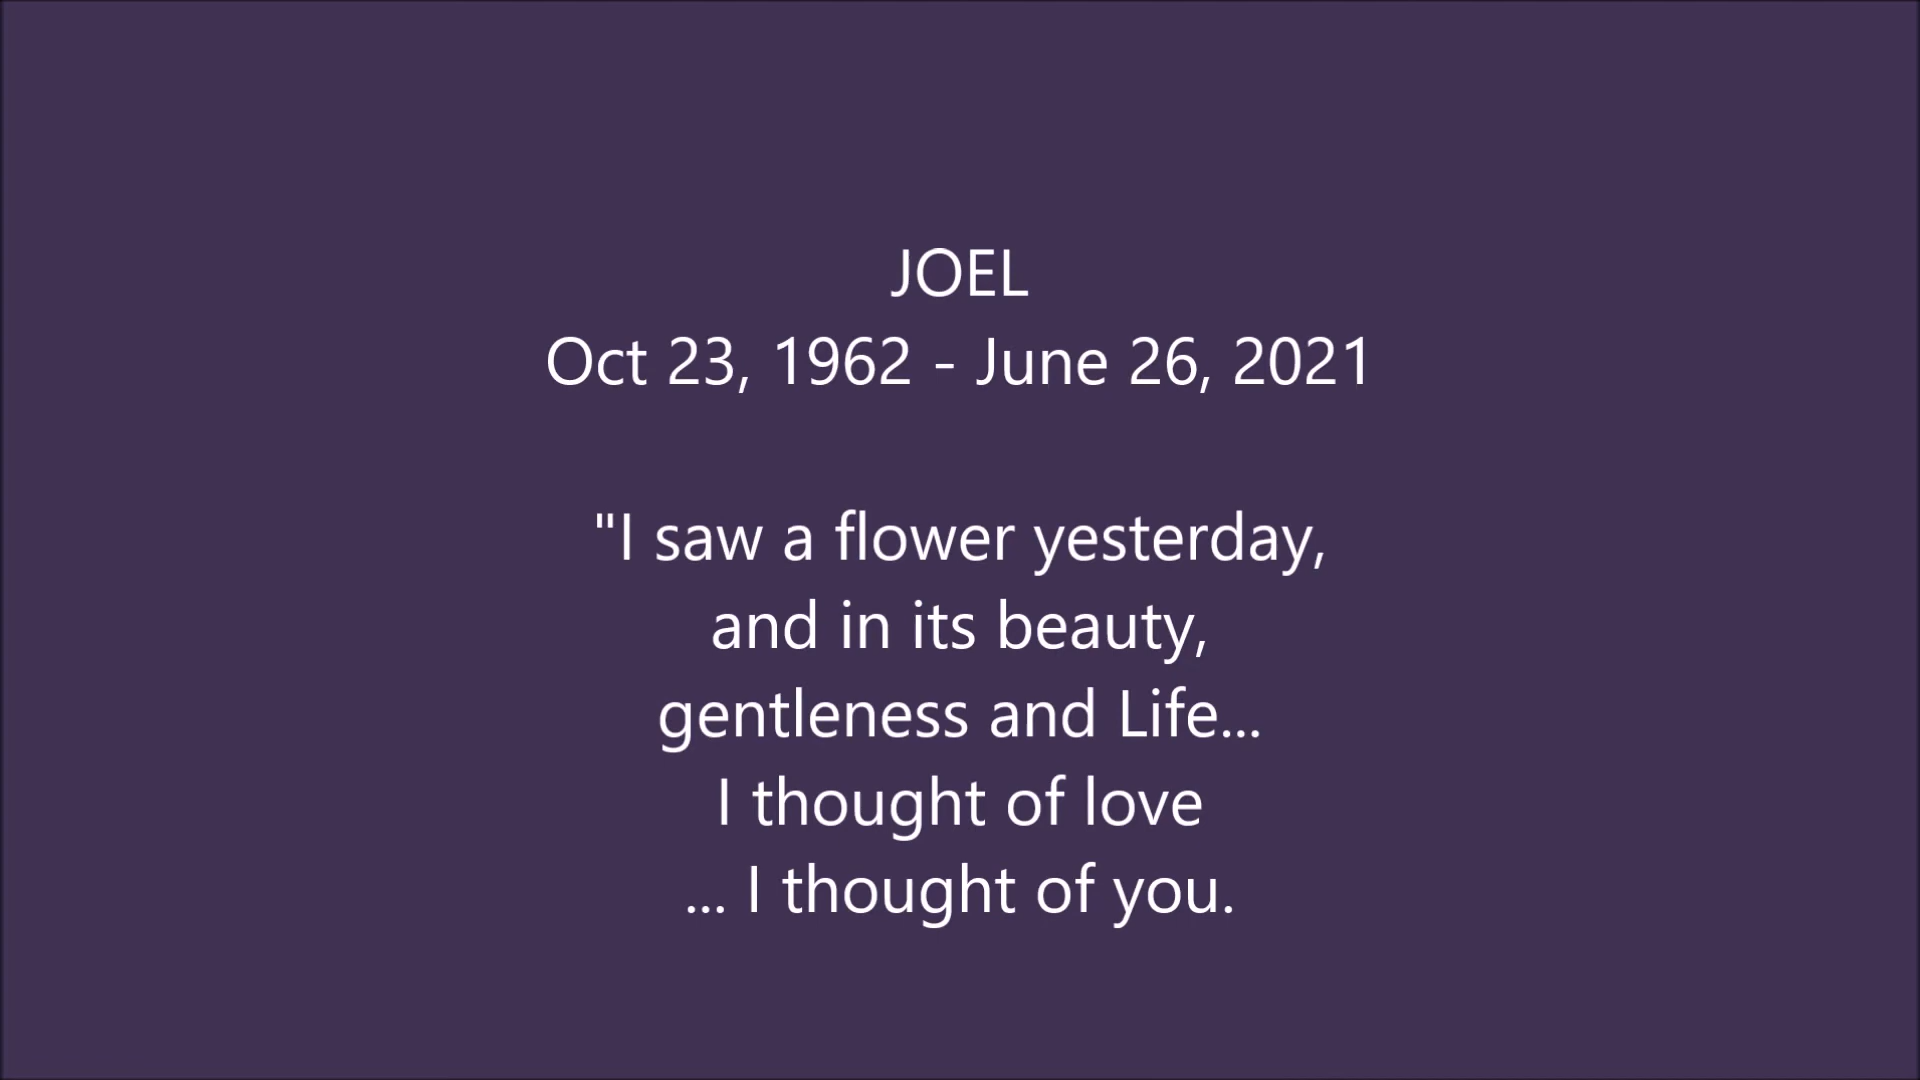 JOEL
Oct 23, 1962 - June 26, 2021
"I saw a flower yesterday,
and in its beauty,
gentleness and Life...
I thought of love
... I thought of you.